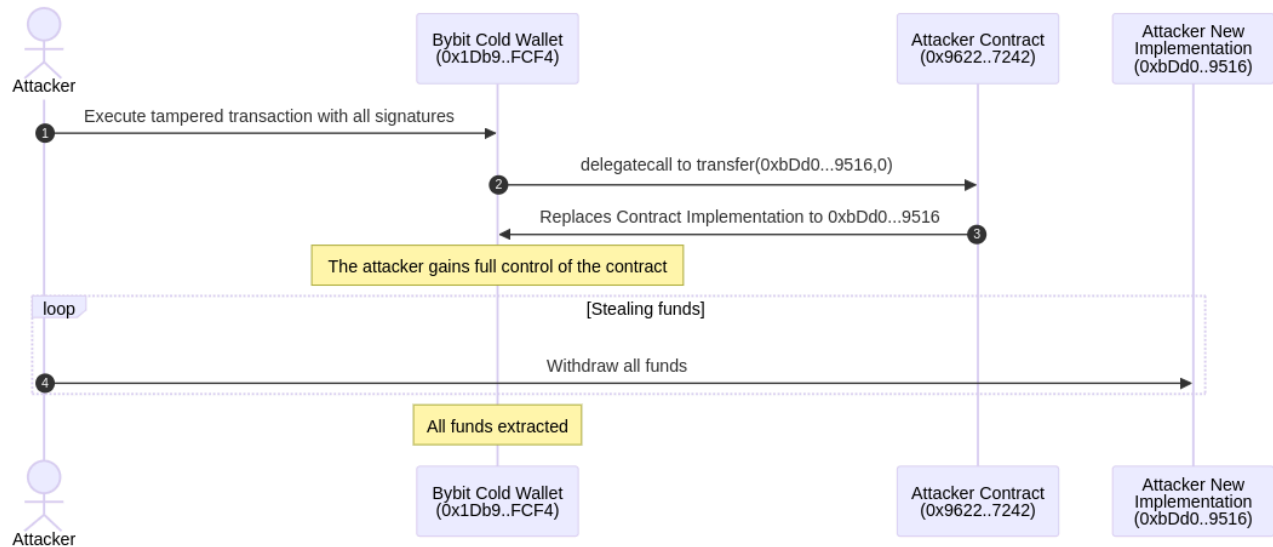 Bybit Cold Wallet
(0x1Db9..FCF4)
Attacker Contract
(0x9622..7242)
Attacker New
Implementation
(0xbDd0..9516)
Attacker
Execute tampered transaction with all signatures
1
delegatecall to transfer(0xbDd0...9516,0)
2
Replaces Contract Implementation to 0xbDd0...9516
3
The attacker gains full control of the contract
loop
[Stealing funds]
Withdraw all funds
4
All funds extracted
Bybit Cold Wallet
(0x1Db9..FCF4)
Attacker Contract
(0x9622..7242)
Attacker New
Implementation
(0xbDd0..9516)
Attacker